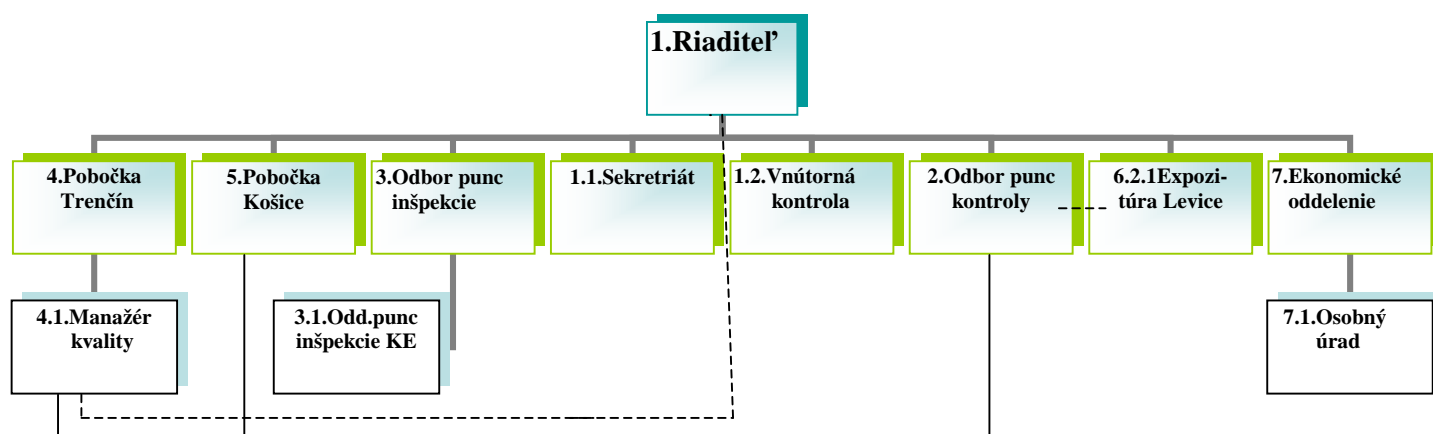 1.Riaditeľ
4.Pobočka
Trenčín
5.Pobočka
Košice
3.Odbor punc
inšpekcie
1.1.Sekretriát
1.2.Vnútorná
kontrola
2.Odbor punc
kontroly
6.2.1Expozi-
túra Levice
7.Ekonomické
oddelenie
4.1.Manažér
kvality
3.1.Odd.punc
inšpekcie KE
7.1.Osobný
úrad